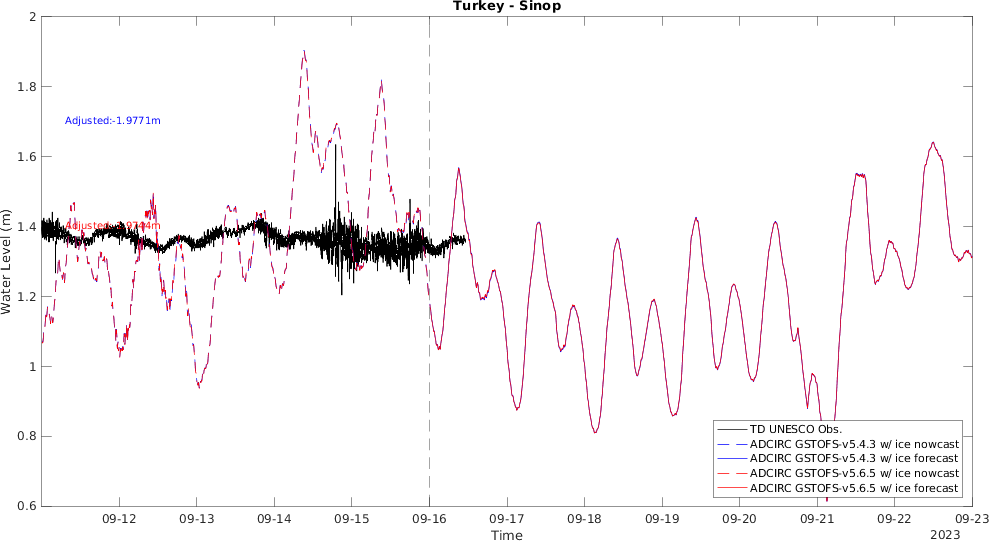 Turkey - Sinop
Water Level (m)
2
1.8
1.6
1.4
1.2
1
0.8
0.6
Adjusted:-1.9771m
TD UNESCO Obs.
ADCIRC GSTOFS-v5.4.3 w/ ice nowcast
ADCIRC GSTOFS-v5.4.3 w/ ice forecast
ADCIRC GSTOFS-v5.6.5 w/ ice nowcast
ADCIRC GSTOFS-v5.6.5 w/ ice forecast
09-12 09-13 09-14 09-15 09-16 09-17 09-18 09-19 09-20 09-21 09-22 09-23
Time
2023